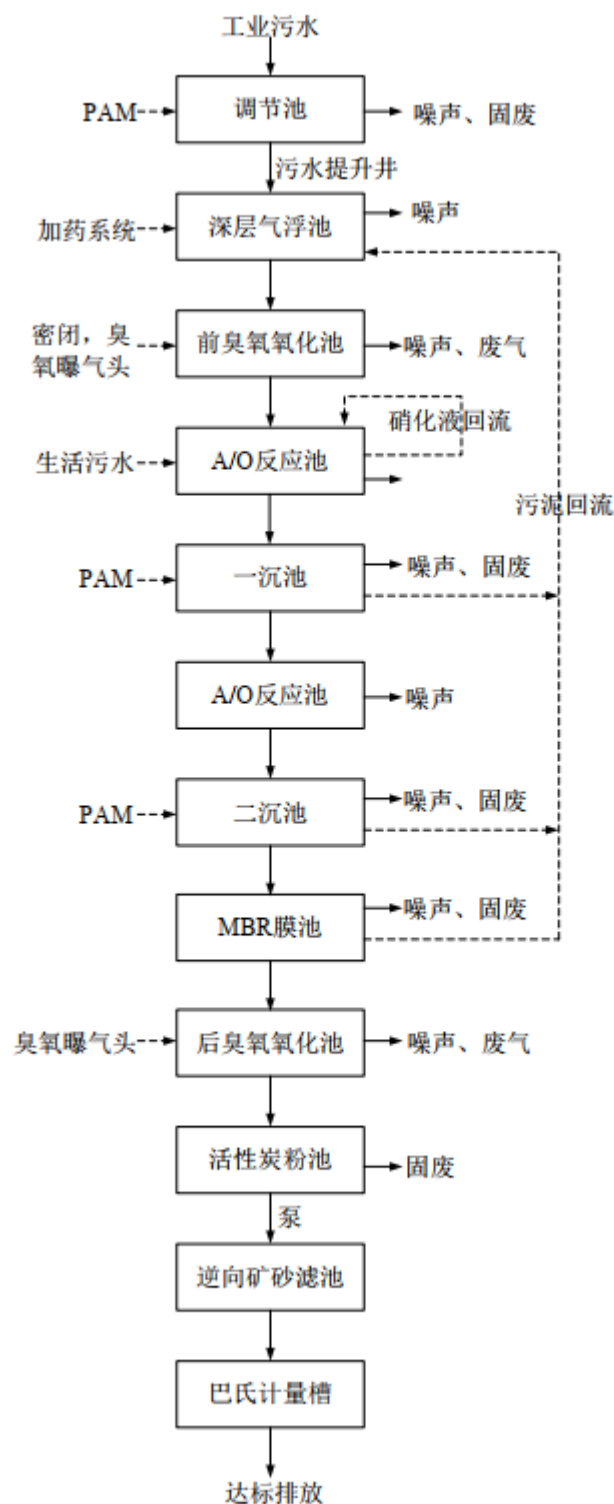 工业污水
PAM
调节池
噪声、固废
污水提升井
加药系统
深层气浮池
噪声
密闭，臭
氧曝气头
前臭氧氧化池
噪声、废气
硝化液回流
生活污水
A/O反应池
污泥回流
PAM
一沉池
噪声、固废
A/O反应池
噪声
PAM
二沉池
噪声、固废
MBR膜池
噪声、固废
臭氧曝气头
后臭氧氧化池
噪声、废气
活性炭粉池
固废
泵
逆向矿砂滤池
巴氏计量槽
达标排放